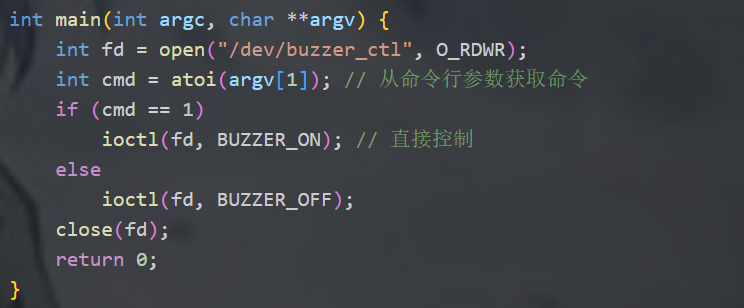 int main(int argc, char **argv) {
    int fd = open("/dev/buzzer_ctl", O_RDWR);
    int cmd = atoi(argv[1]); // 从命令行参数获取命令
    if (cmd == 1)
        ioctl(fd, BUZZER_ON); // 直接控制
    else
        ioctl(fd, BUZZER_OFF);
    close(fd);
    return 0;
}